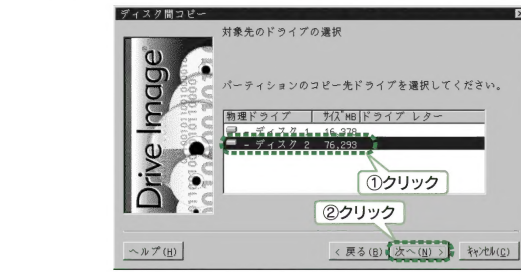 ディスク間コピー
対象先のドライブの選択
Drive Image
パーティションのコピー先ドライブを選択してください。
物理ドライブ サイズ MB ドライブ レター
- ディスク 1 16,378
- ディスク 2 76,293
①クリック
②クリック
ヘルプ(H) < 戻る(B) 次へ(N) > キャンセル(C)